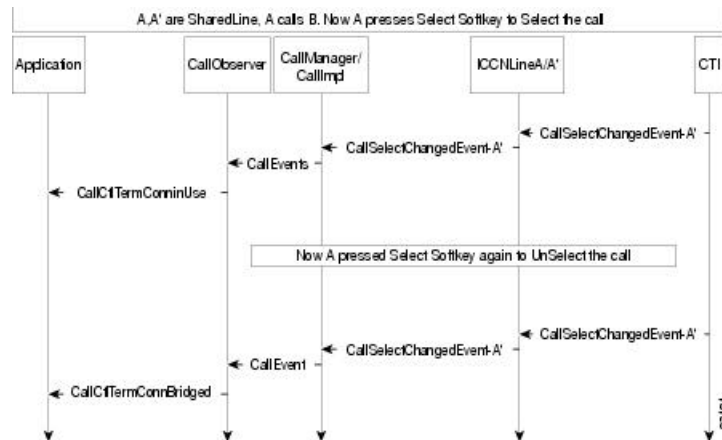 A,A' are SharedLine, A calls B. Now A presses Select Softkey to Select the call
Application
CallObserver
CallManager/
CallImp
ICCNLineA/A'
CTI
CallSelectChangedEvent-A'
CallSelectChangedEvent-A'
CallEvents
CallCtlTermConninUse
Now A pressed Select Softkey again to UnSelect the call
CallSelectChangedEvent-A'
CallSelectChangedEvent-A'
CallEvent
CallCtlTermConnBridged